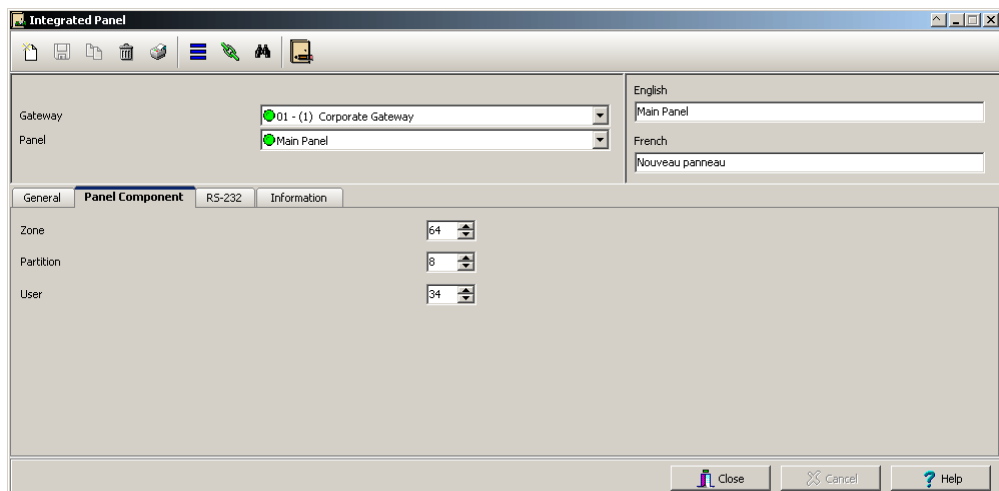 Integrated Panel
English
Main Panel
Gateway
01 - (1) Corporate Gateway
Panel
Main Panel
French
Nouveau panneau
General
Panel Component
RS-232
Information
Zone
64
Partition
8
User
34
Close
Cancel
Help